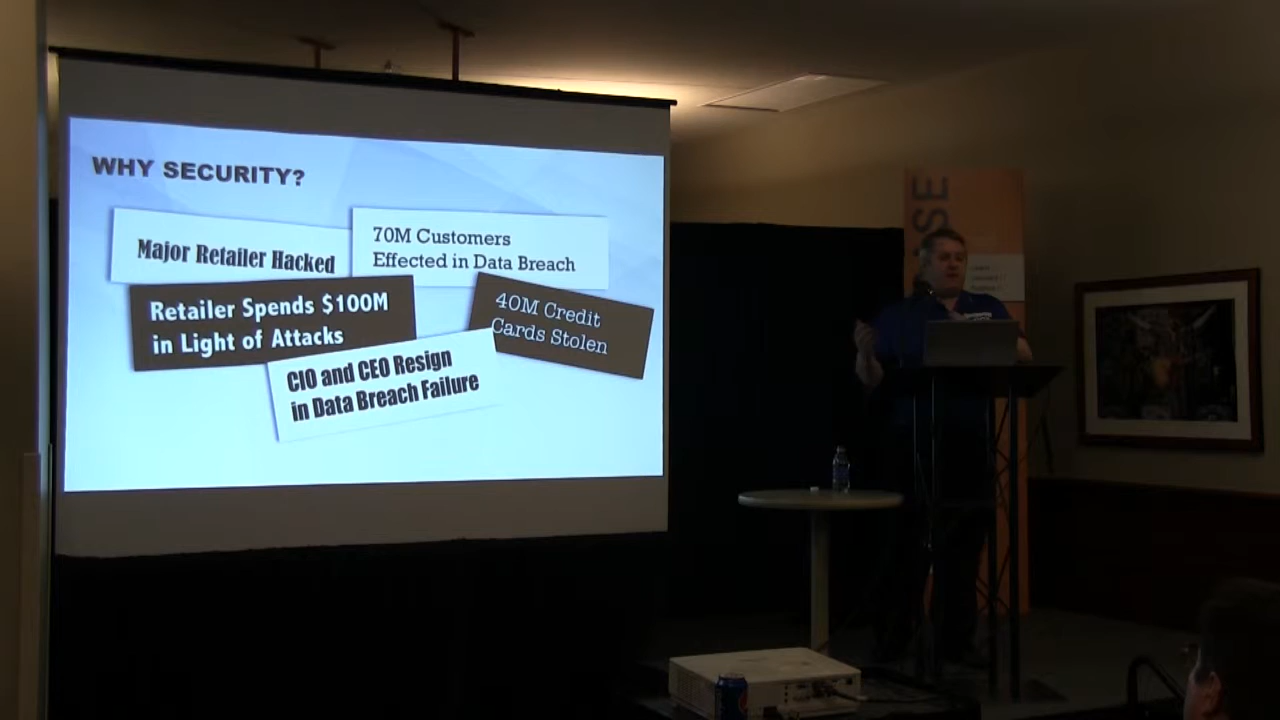 WHY SECURITY?
Major Retailer Hacked
70M Customers
Effected in Data Breach
Retailer Spends $100M
in Light of Attacks
40M Credit
Cards Stolen
CIO and CEO Resign
in Data Breach Failure